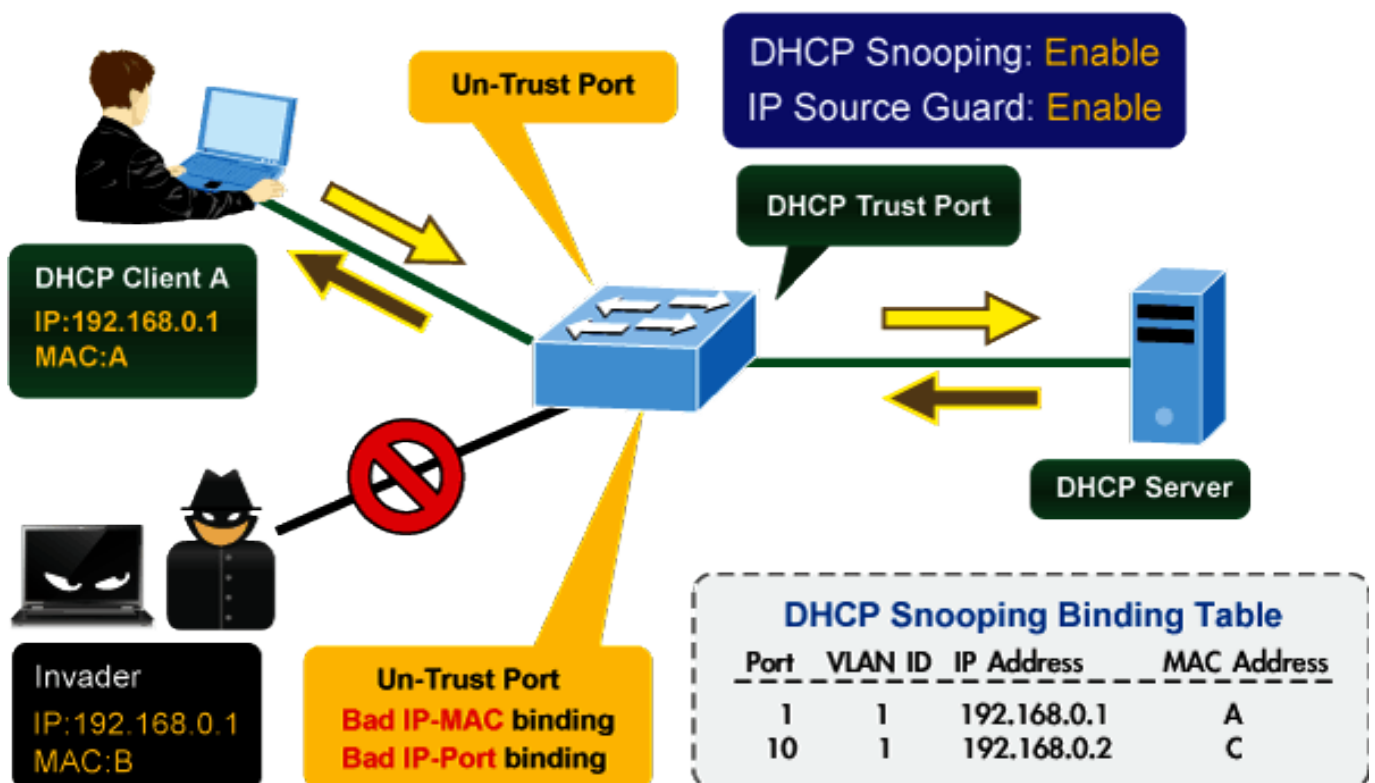 Un-Trust Port
DHCP Snooping: Enable
IP Source Guard: Enable
DHCP Trust Port
DHCP Client A
IP:192.168.0.1
MAC:A
DHCP Server
Invader
IP:192.168.0.1
MAC:B
Un-Trust Port
Bad IP-MAC binding
Bad IP-Port binding
DHCP Snooping Binding Table
Port VLAN ID IP Address MAC Address
1 1 192.168.0.1 A
10 1 192.168.0.2 C